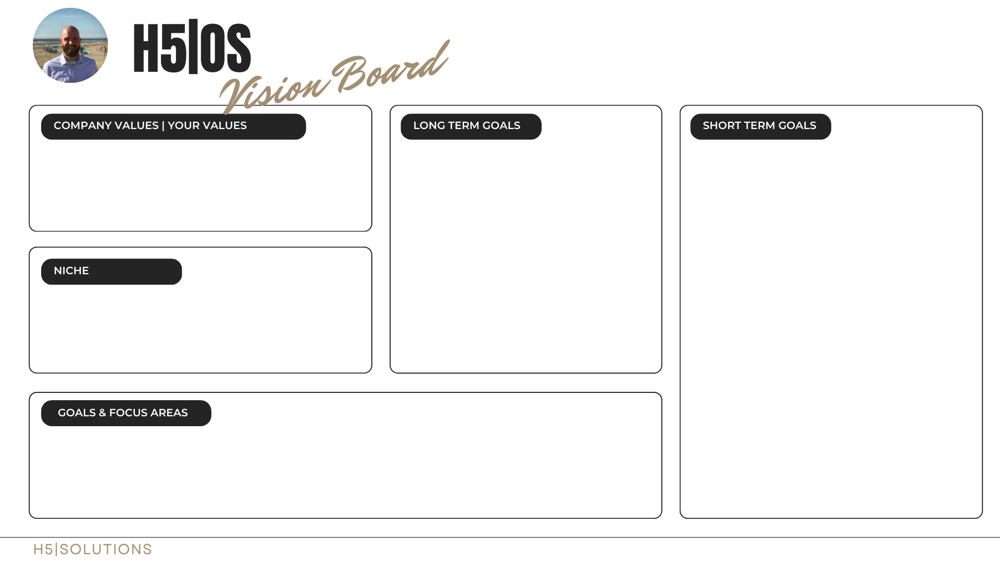 H5|OS
Vision Board
COMPANY VALUES | YOUR VALUES
LONG TERM GOALS
SHORT TERM GOALS
NICHE
GOALS & FOCUS AREAS
H5|SOLUTIONS